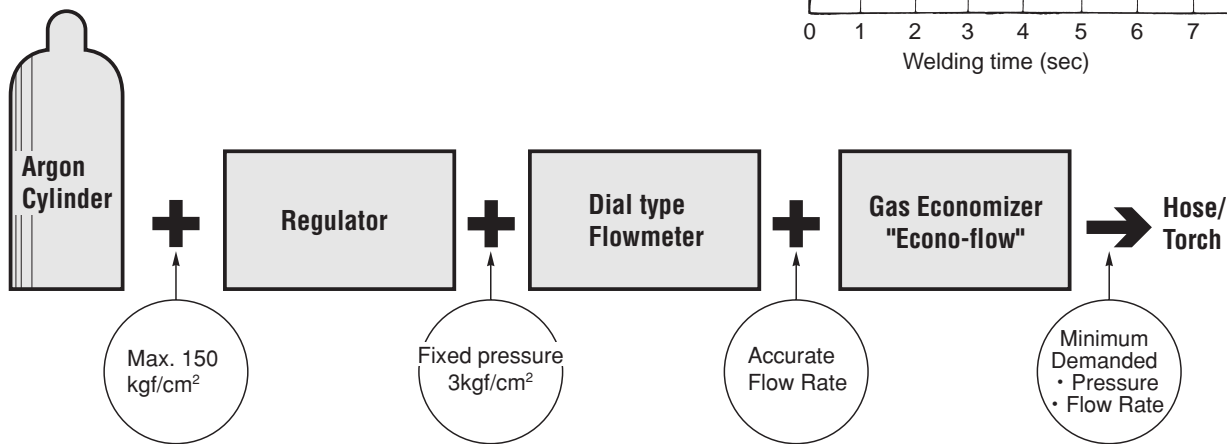 0 1 2 3 4 5 6 7
Welding time (sec)
Argon
Cylinder
Regulator
Dial type
Flowmeter
Gas Economizer
"Econo-flow"
Hose/
Torch
Max. 150
kgf/cm²
Fixed pressure
3kgf/cm²
Accurate
Flow Rate
Minimum
Demanded
・Pressure
・Flow Rate